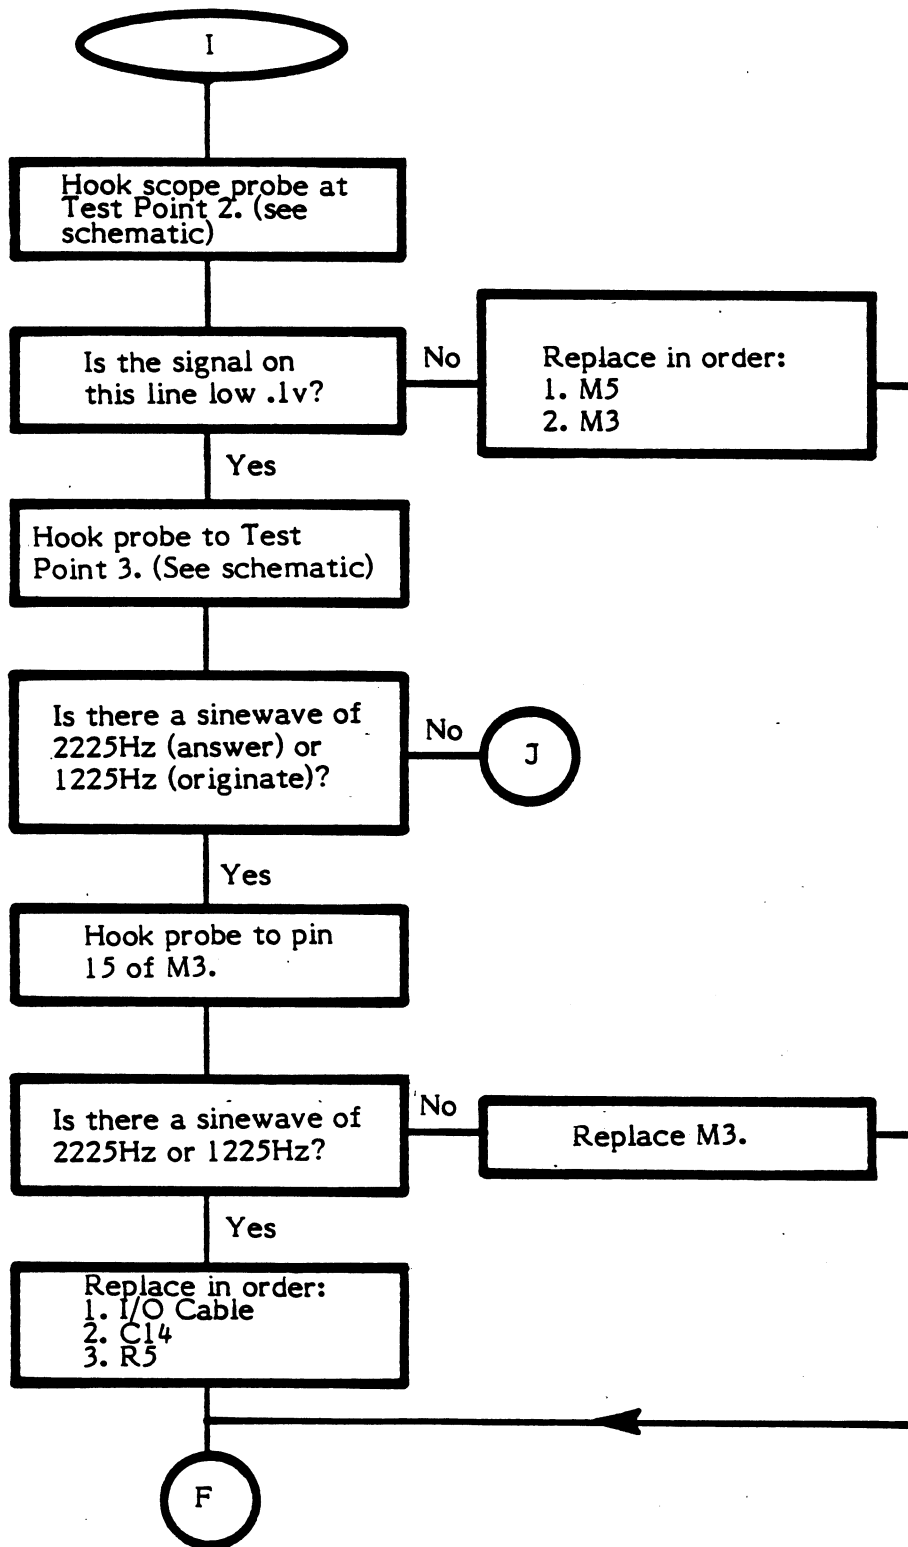 I
Hook scope probe at
Test Point 2. (see
schematic)
Is the signal on
this line low .1v?
No
Replace in order:
1. M5
2. M3
Yes
Hook probe to Test
Point 3. (See schematic)
Is there a sinewave of
2225Hz (answer) or
1225Hz (originate)?
No
J
Yes
Hook probe to pin
15 of M3.
Is there a sinewave of
2225Hz or 1225Hz?
No
Replace M3.
Yes
Replace in order:
1. I/O Cable
2. C14
3. R5
F